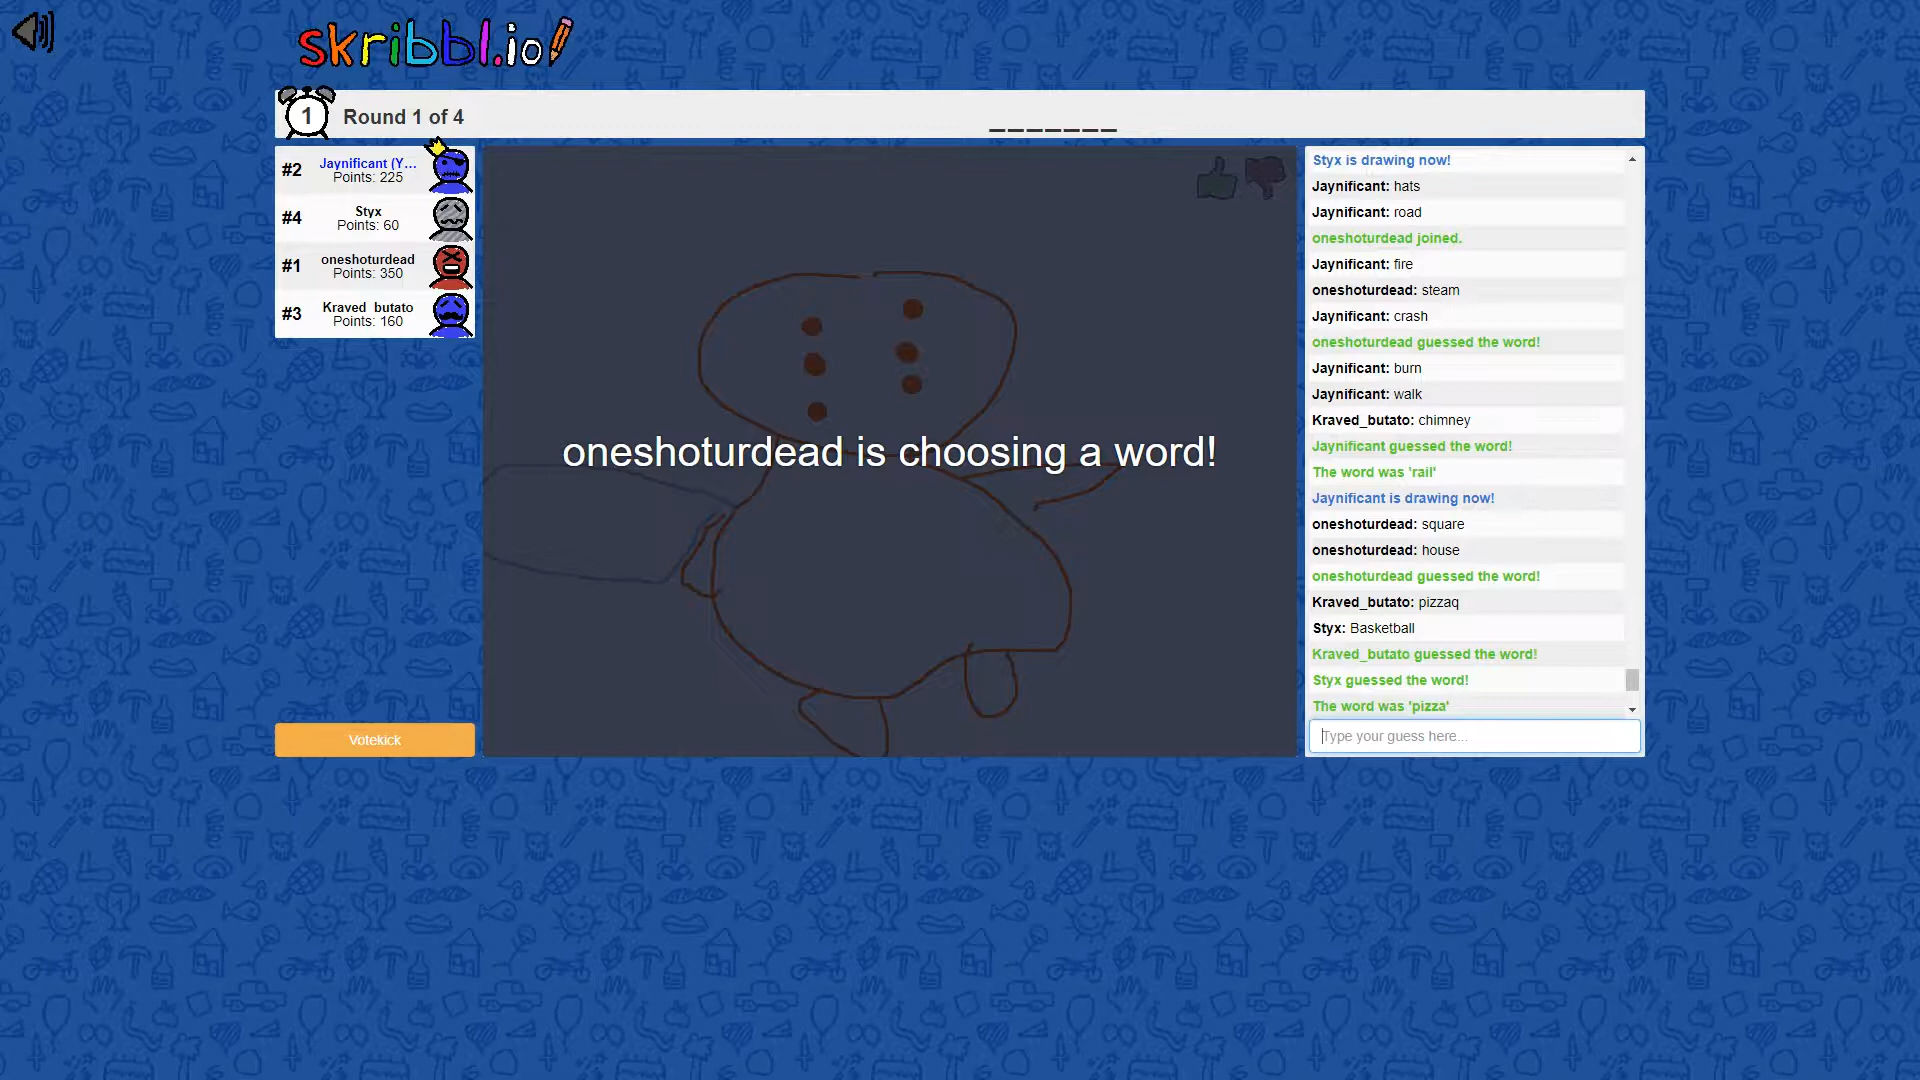 skribbl.io
1
Round 1 of 4
_______
#2
Jaynificant (Y...
Points: 225
#4
Styx
Points: 60
#1
oneshoturdead
Points: 350
#3
Kraved_butato
Points: 160
Votekick
oneshoturdead is choosing a word!
Styx is drawing now!
Jaynificant: hats
Jaynificant: road
oneshoturdead joined.
Jaynificant: fire
oneshoturdead: steam
Jaynificant: crash
oneshoturdead guessed the word!
Jaynificant: burn
Jaynificant: walk
Kraved_butato: chimney
Jaynificant guessed the word!
The word was 'rail'
Jaynificant is drawing now!
oneshoturdead: square
oneshoturdead: house
oneshoturdead guessed the word!
Kraved_butato: pizzaq
Styx: Basketball
Kraved_butato guessed the word!
Styx guessed the word!
The word was 'pizza'
Type your guess here...